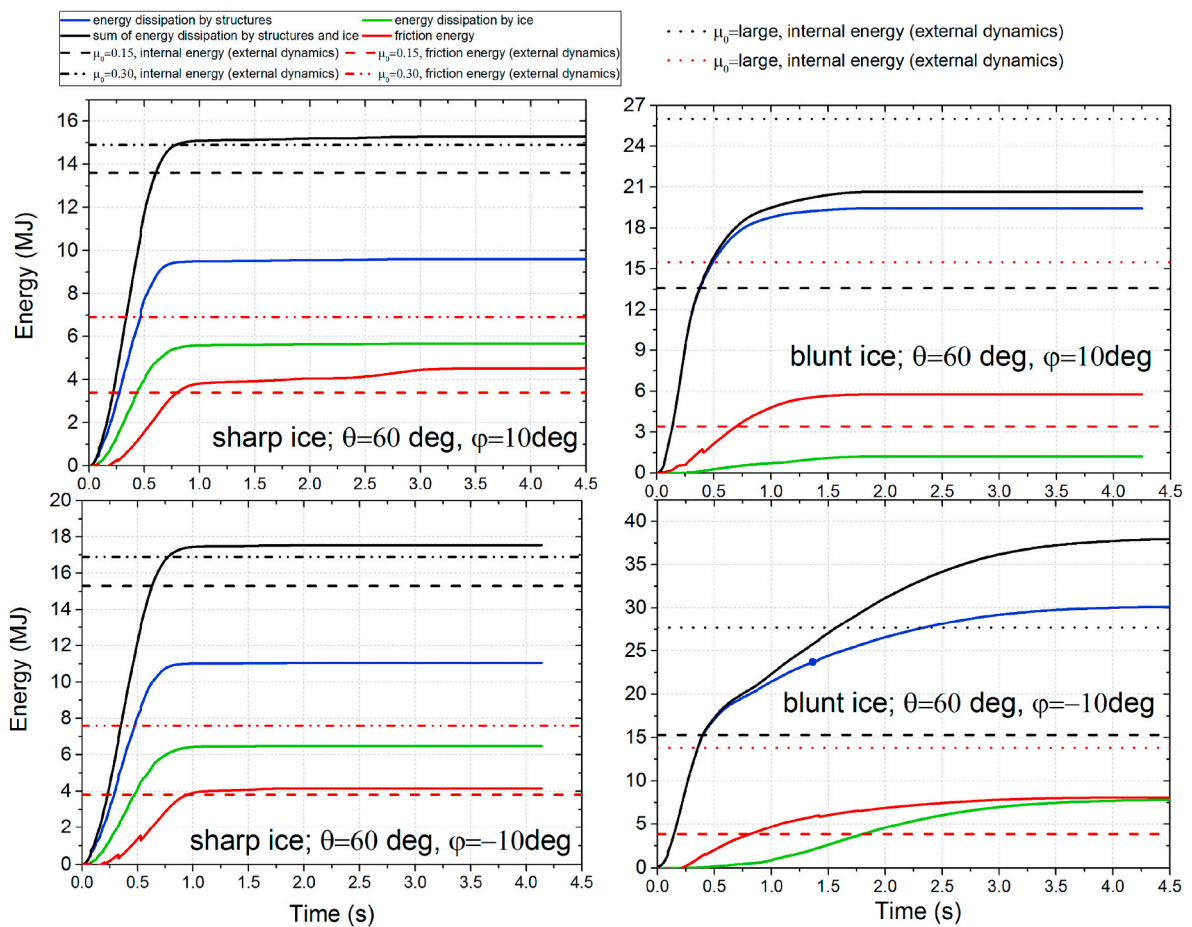 energy dissipation by structures
energy dissipation by ice
sum of energy dissipation by structures and ice
friction energy
μ0=0.15, internal energy (external dynamics)
μ0=0.15, friction energy (external dynamics)
μ0=0.30, internal energy (external dynamics)
μ0=0.30, friction energy (external dynamics)
μ0=large, internal energy (external dynamics)
μ0=large, internal energy (external dynamics)
Energy (MJ)
16
14
12
10
8
6
4
2
0
sharp ice; θ=60 deg, φ=10deg
0.0 0.5 1.0 1.5 2.0 2.5 3.0 3.5 4.0 4.5
27
24
21
18
15
12
9
6
3
0
blunt ice; θ=60 deg, φ=10deg
0.0 0.5 1.0 1.5 2.0 2.5 3.0 3.5 4.0 4.5
Energy (MJ)
20
18
16
14
12
10
8
6
4
2
0
sharp ice; θ=60 deg, φ=−10deg
0.0 0.5 1.0 1.5 2.0 2.5 3.0 3.5 4.0 4.5
Time (s)
40
35
30
25
20
15
10
5
0
blunt ice; θ=60 deg, φ=−10deg
0.0 0.5 1.0 1.5 2.0 2.5 3.0 3.5 4.0 4.5
Time (s)